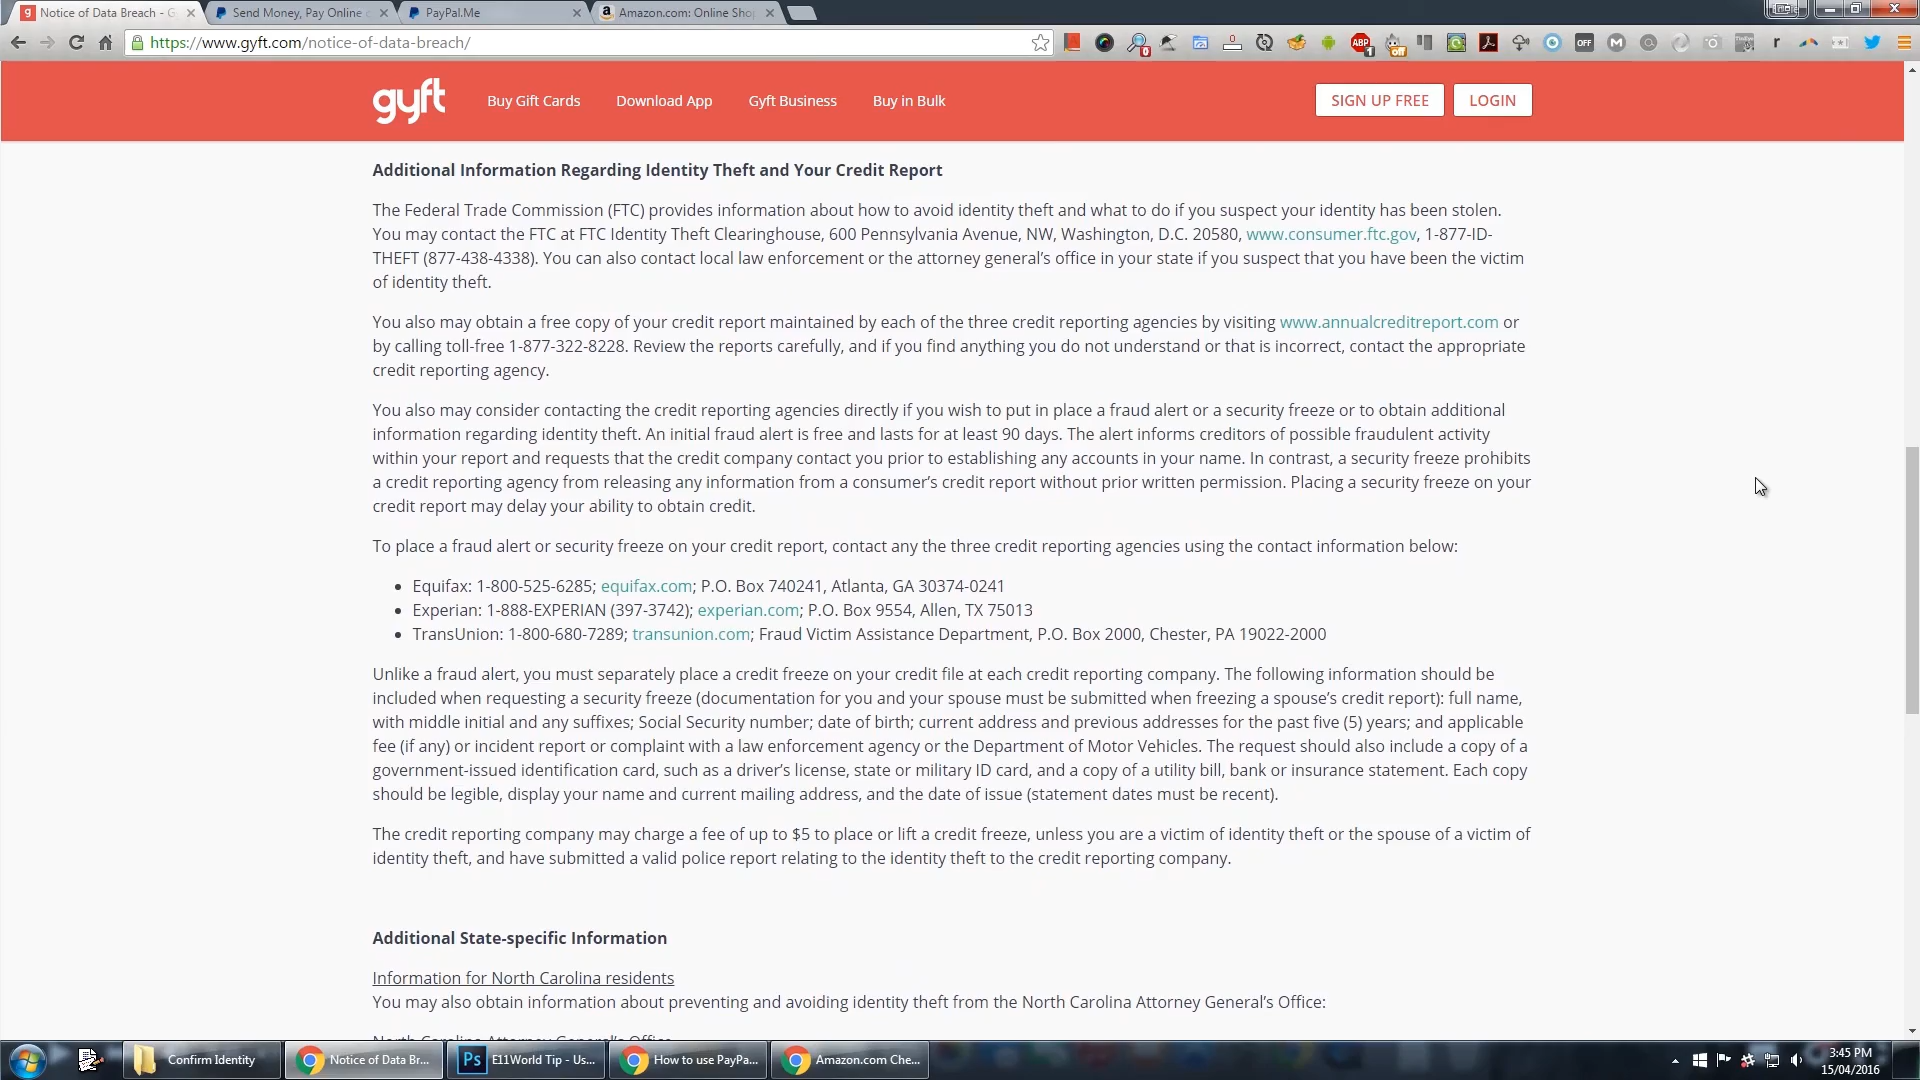 Notice of Data Breach - G
Send Money, Pay Online
PayPal.Me
Amazon.com: Online Sho
https://www.gyft.com/notice-of-data-breach/
gyft
Buy Gift Cards
Download App
Gyft Business
Buy in Bulk
SIGN UP FREE
LOGIN
Additional Information Regarding Identity Theft and Your Credit Report
The Federal Trade Commission (FTC) provides information about how to avoid identity theft and what to do if you suspect your identity has been stolen.
You may contact the FTC at FTC Identity Theft Clearinghouse, 600 Pennsylvania Avenue, NW, Washington, D.C. 20580, www.consumer.ftc.gov, 1-877-ID-
THEFT (877-438-4338). You can also contact local law enforcement or the attorney general's office in your state if you suspect that you have been the victim
of identity theft.
You also may obtain a free copy of your credit report maintained by each of the three credit reporting agencies by visiting www.annualcreditreport.com or
by calling toll-free 1-877-322-8228. Review the reports carefully, and if you find anything you do not understand or that is incorrect, contact the appropriate
credit reporting agency.
You also may consider contacting the credit reporting agencies directly if you wish to put in place a fraud alert or a security freeze or to obtain additional
information regarding identity theft. An initial fraud alert is free and lasts for at least 90 days. The alert informs creditors of possible fraudulent activity
within your report and requests that the credit company contact you prior to establishing any accounts in your name. In contrast, a security freeze prohibits
a credit reporting agency from releasing any information from a consumer's credit report without prior written permission. Placing a security freeze on your
credit report may delay your ability to obtain credit.
To place a fraud alert or security freeze on your credit report, contact any the three credit reporting agencies using the contact information below:
• Equifax: 1-800-525-6285; equifax.com; P.O. Box 740241, Atlanta, GA 30374-0241
• Experian: 1-888-EXPERIAN (397-3742); experian.com; P.O. Box 9554, Allen, TX 75013
• TransUnion: 1-800-680-7289; transunion.com; Fraud Victim Assistance Department, P.O. Box 2000, Chester, PA 19022-2000
Unlike a fraud alert, you must separately place a credit freeze on your credit file at each credit reporting company. The following information should be
included when requesting a security freeze (documentation for you and your spouse must be submitted when freezing a spouse's credit report): full name,
with middle initial and any suffixes; Social Security number; date of birth; current address and previous addresses for the past five (5) years; and applicable
fee (if any) or incident report or complaint with a law enforcement agency or the Department of Motor Vehicles. The request should also include a copy of a
government-issued identification card, such as a driver's license, state or military ID card, and a copy of a utility bill, bank or insurance statement. Each copy
should be legible, display your name and current mailing address, and the date of issue (statement dates must be recent).
The credit reporting company may charge a fee of up to $5 to place or lift a credit freeze, unless you are a victim of identity theft or the spouse of a victim of
identity theft, and have submitted a valid police report relating to the identity theft to the credit reporting company.
Additional State-specific Information
Information for North Carolina residents
You may also obtain information about preventing and avoiding identity theft from the North Carolina Attorney General's Office:
North Carolina Attorney General's Office
Confirm Identity
Notice of Data Br...
Ps
E11World Tip - Us...
How to use PayPa...
Amazon.com Che...
3:45 PM
15/04/2016